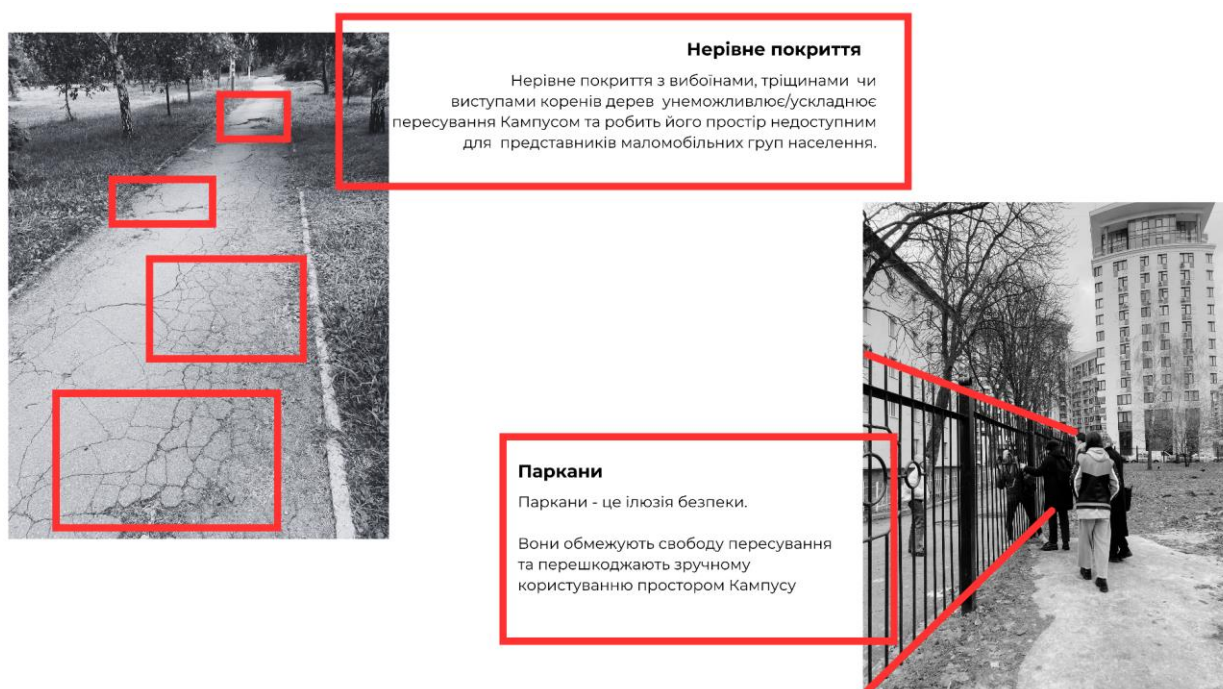 Нерівне покриття
Нерівне покриття з вибоїнами, тріщинами чи
виступами коренів дерев унеможливлює/ускладнює
пересування Кампусом та робить його простір недоступним
для представників маломобільних груп населення.
Паркани
Паркани - це ілюзія безпеки.
Вони обмежують свободу пересування
та перешкоджають зручному
користуванню простором Кампусу